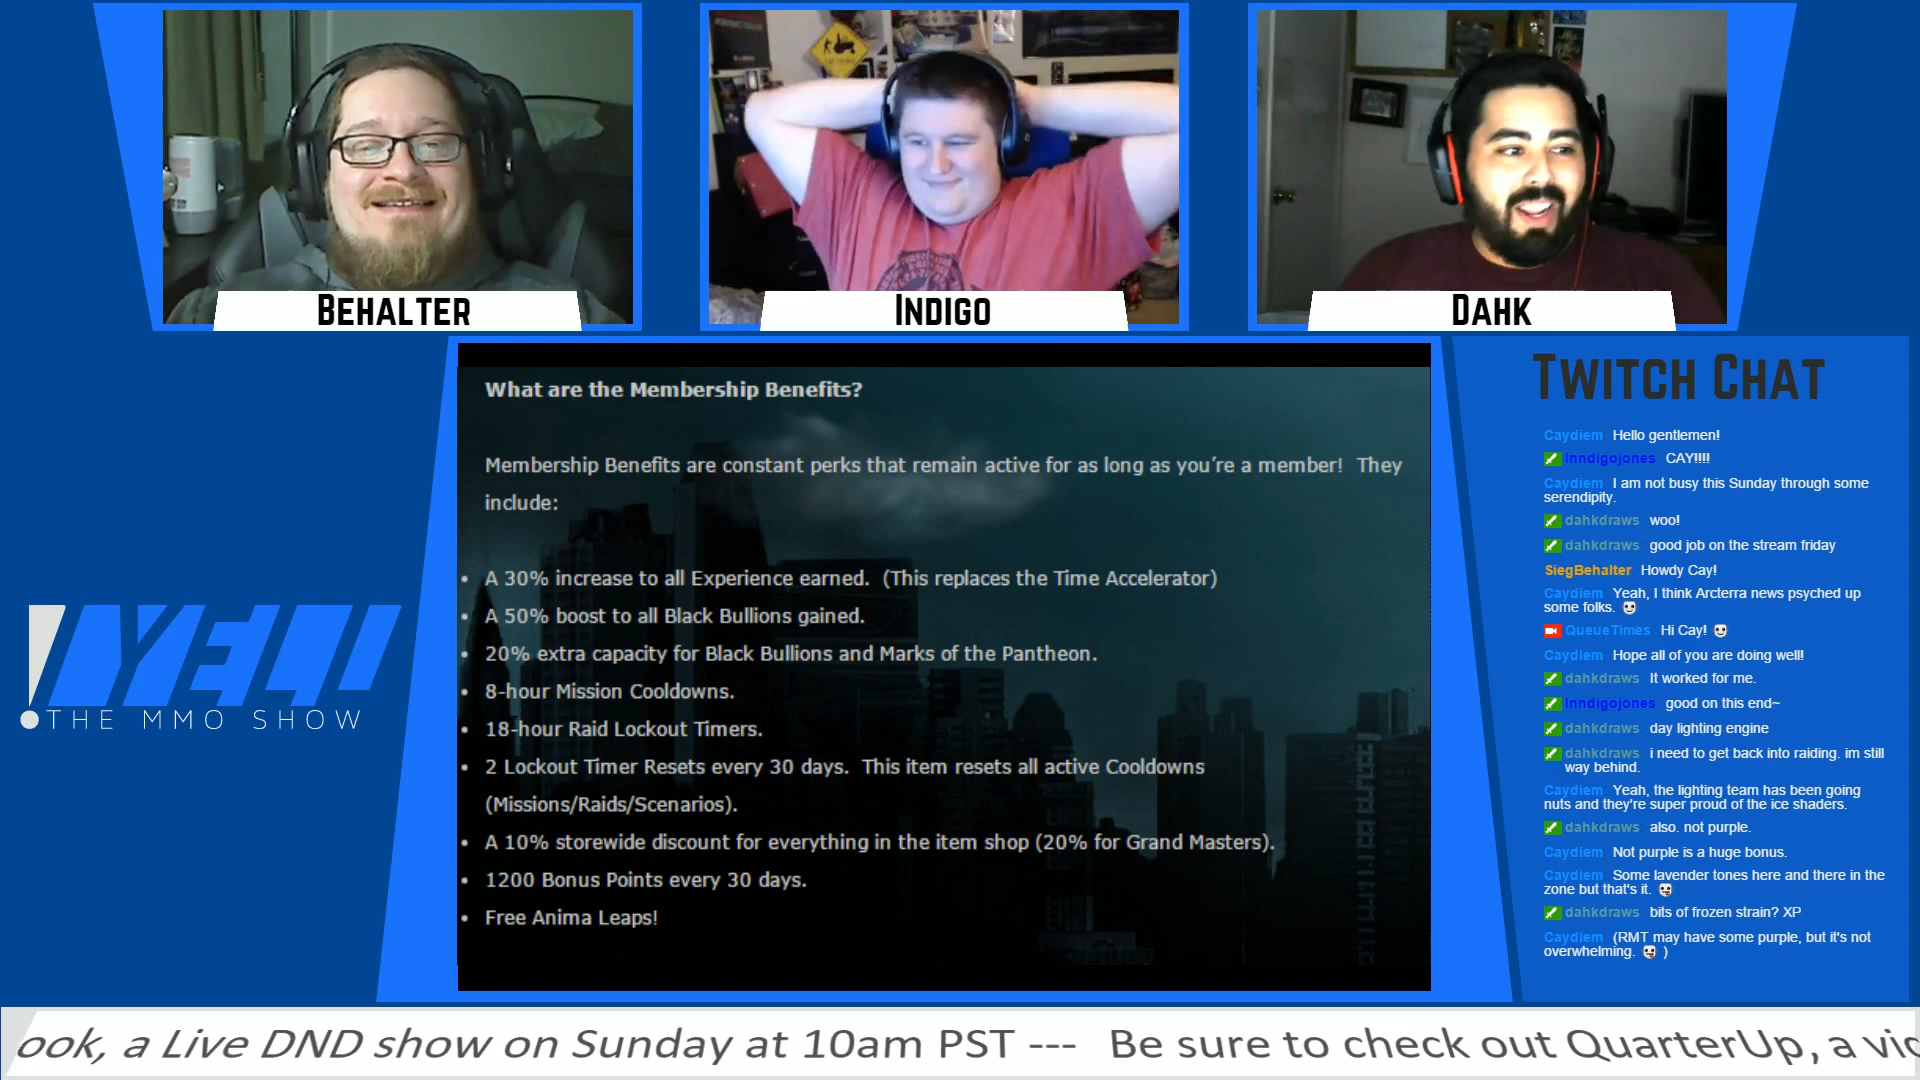 BEHALTER
INDIGO
DAHK
What are the Membership Benefits?
Membership Benefits are constant perks that remain active for as long as you're a member!  They
include:
• A 30% increase to all Experience earned.  (This replaces the Time Accelerator)
• A 50% boost to all Black Bullions gained.
• 20% extra capacity for Black Bullions and Marks of the Pantheon.
• 8-hour Mission Cooldowns.
• 18-hour Raid Lockout Timers.
• 2 Lockout Timer Resets every 30 days.  This item resets all active Cooldowns
(Missions/Raids/Scenarios).
• A 10% storewide discount for everything in the item shop (20% for Grand Masters).
• 1200 Bonus Points every 30 days.
• Free Anima Leaps!
!YELL
THE MMO SHOW
TWITCH CHAT
Caydiem Hello gentlemen!
Inndigojones CAY!!!!
Caydiem I am not busy this Sunday through some
serendipity.
dahkdraws woo!
dahkdraws good job on the stream friday
SiegBehalter Howdy Cay!
Caydiem Yeah, I think Arcterra news psyched up
some folks.
QueueTimes Hi Cay!
Caydiem Hope all of you are doing well!
dahkdraws It worked for me.
Inndigojones good on this end~
dahkdraws day lighting engine
dahkdraws i need to get back into raiding. im still
way behind.
Caydiem Yeah, the lighting team has been going
nuts and they're super proud of the ice shaders.
dahkdraws also. not purple.
Caydiem Not purple is a huge bonus.
Caydiem Some lavender tones here and there in the
zone but that's it.
dahkdraws bits of frozen strain? XP
Caydiem (RMT may have some purple, but it's not
overwhelming. )
ook, a Live DND show on Sunday at 10am PST ---   Be sure to check out QuarterUp, a vic